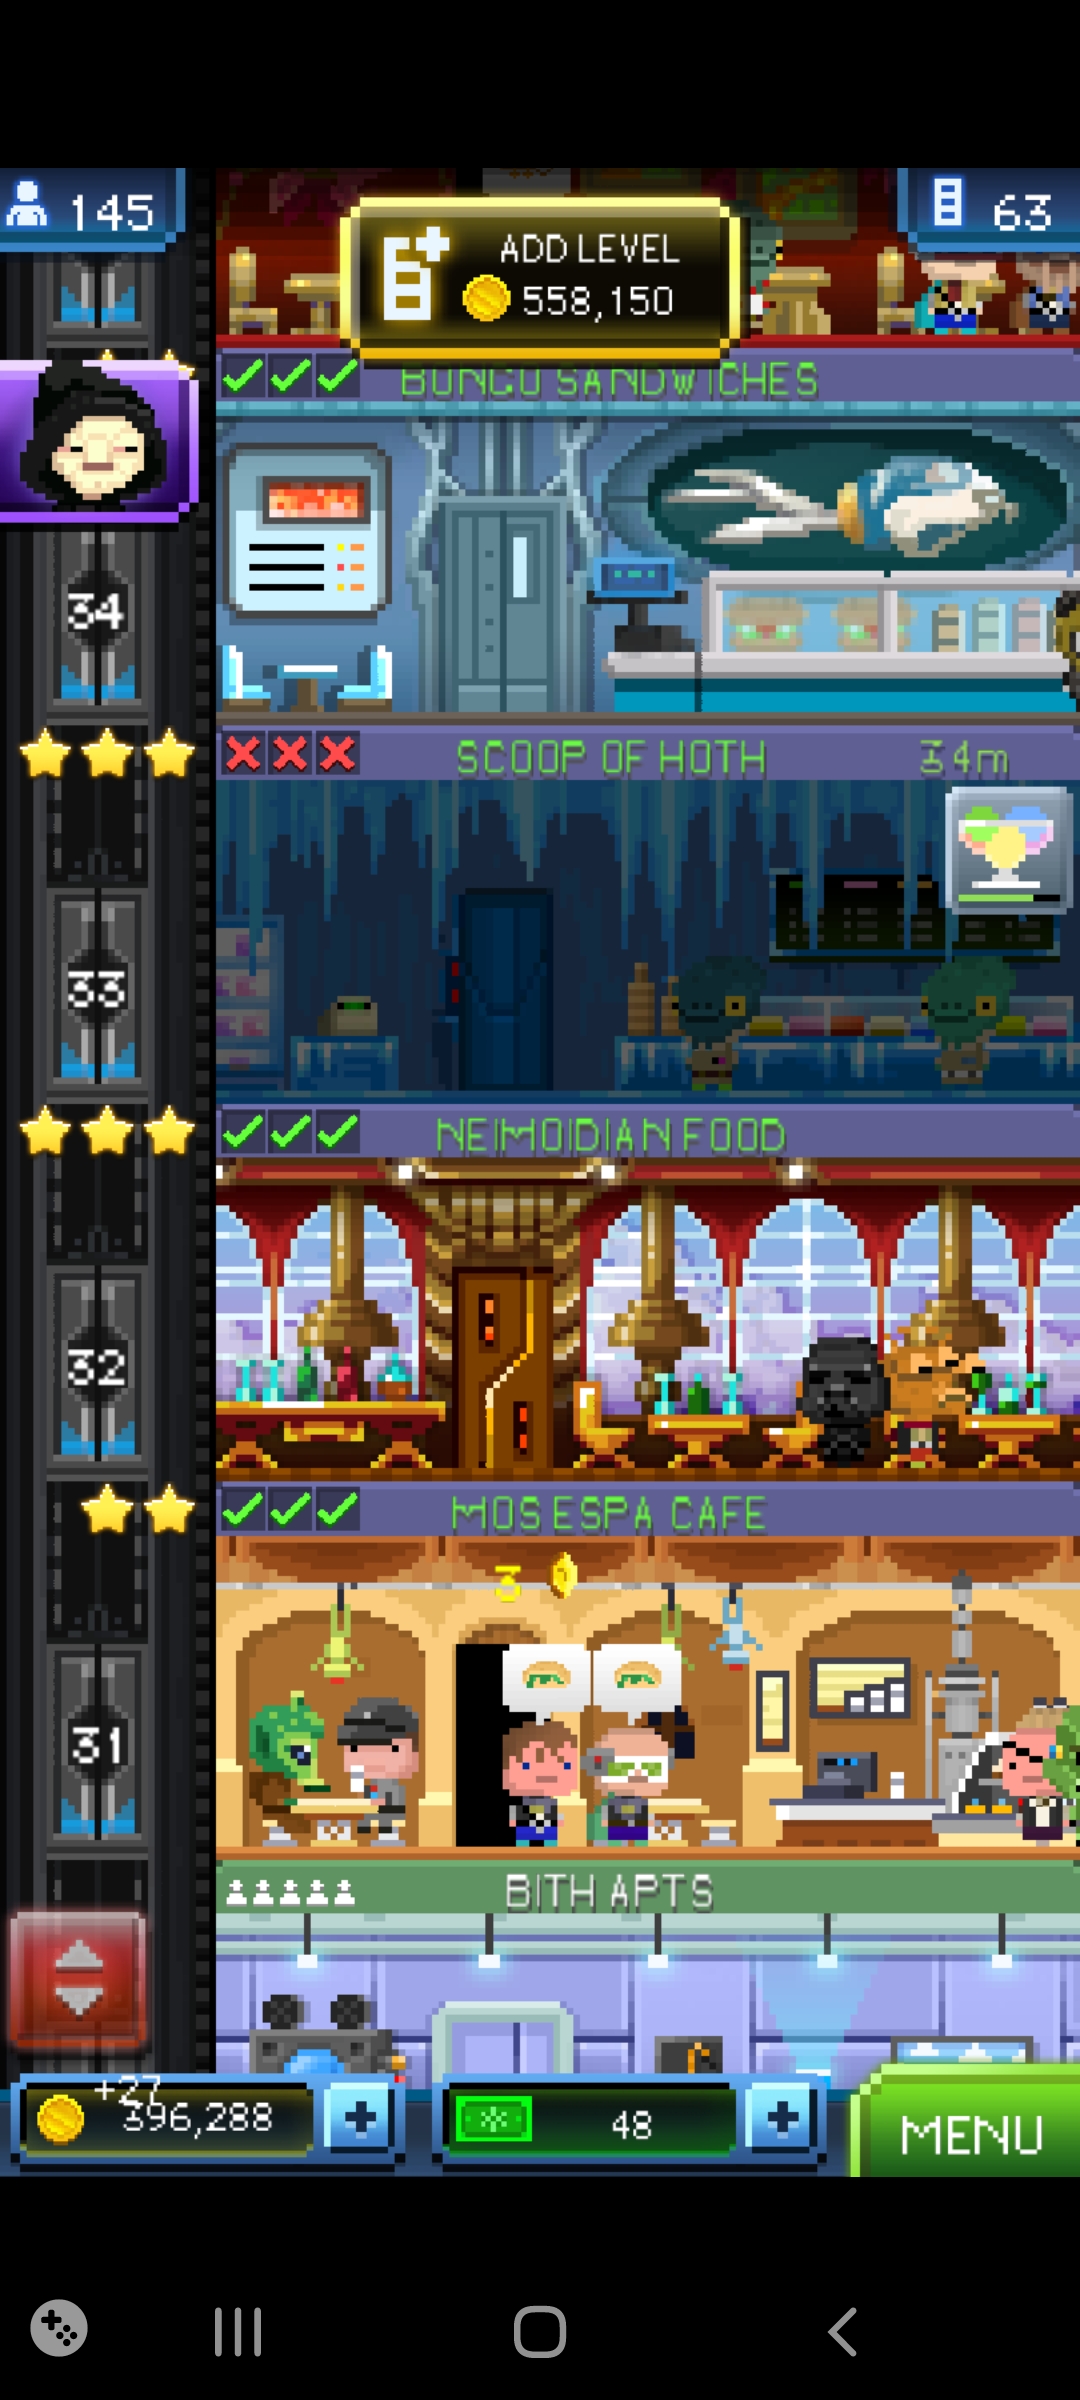 145
ADD LEVEL
558,150
63
BUNGO SANDWICHES
34
SCOOP OF HOTH
34m
33
NEIMOIDIAN FOOD
32
MOS ESPA CAFE
3
31
BITH APTS
+27
396,288
48
MENU